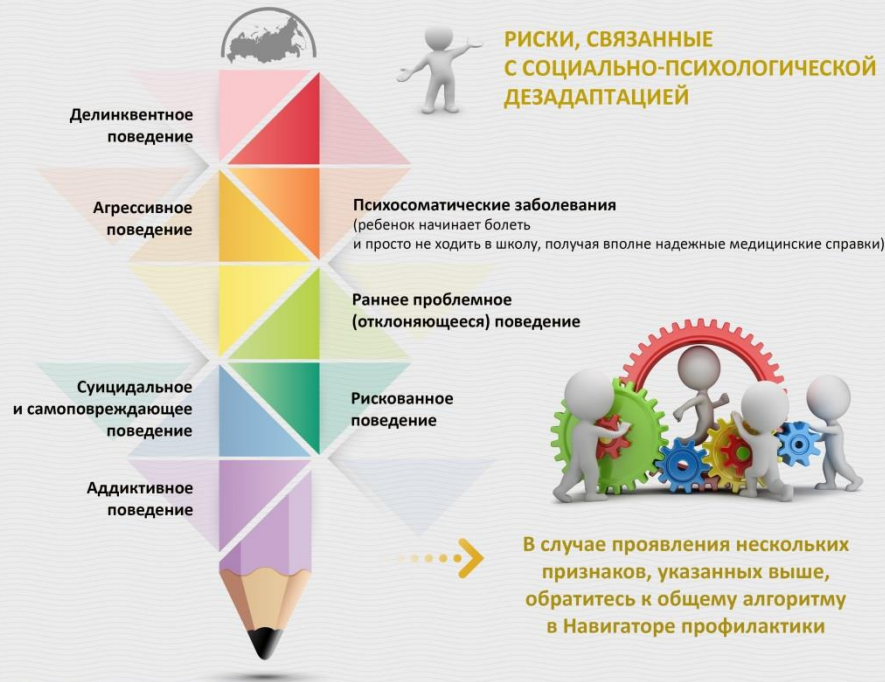 РИСКИ, СВЯЗАННЫЕ
С СОЦИАЛЬНО-ПСИХОЛОГИЧЕСКОЙ
ДЕЗАДАПТАЦИЕЙ
Делинквентное
поведение
Агрессивное
поведение
Психосоматические заболевания
(ребенок начинает болеть
и просто не ходить в школу, получая вполне надежные медицинские справки)
Раннее проблемное
(отклоняющееся) поведение
Суицидальное
и самоповреждающее
поведение
Рискованное
поведение
Аддиктивное
поведение
В случае проявления нескольких
признаков, указанных выше,
обратитесь к общему алгоритму
в Навигаторе профилактики